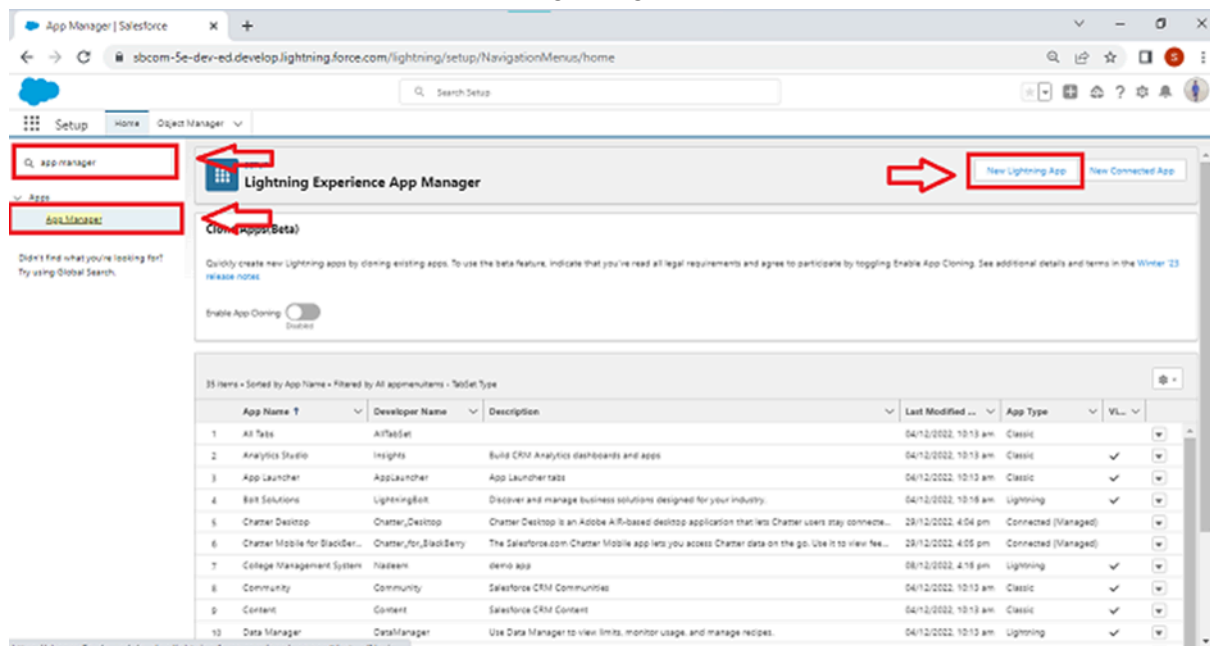 App Manager | Salesforce
sbcom-5e-dev-ed.develop.lightning.force.com/lightning/setup/NavigationMenus/home
S
Search Setup
Setup Home Object Manager
app manager
Apps
App Manager
Didn't find what you're looking for?
Try using Global Search.
Lightning Experience App Manager
New Lightning App New Connected App
Apps (Beta)
Quickly create new Lightning apps by cloning existing apps. To use the beta feature, indicate that you've read all legal requirements and agree to participate by toggling Enable App Cloning. See additional details and terms in the Winter '23
release notes
Enable App Cloning
Disabled
35 items • Sorted by App Name • Filtered by All appmenuitems - TabSet Type
App Name Developer Name Description Last Modified ... App Type Vi...
1 All Tabs AllTabSet 04/12/2022, 10:13 am Classic
2 Analytics Studio Insights Build CRM Analytics dashboards and apps 04/12/2022, 10:13 am Classic
3 App Launcher AppLauncher App Launcher tabs 04/12/2022, 10:13 am Classic
4 Bolt Solutions LightningBolt Discover and manage business solutions designed for your industry. 04/12/2022, 10:16 am Lightning
5 Chatter Desktop Chatter_Desktop Chatter Desktop is an Adobe AIR-based desktop application that lets Chatter users stay connecte... 29/12/2022, 4:04 pm Connected (Managed)
6 Chatter Mobile for BlackBer... Chatter_for_BlackBerry The Salesforce.com Chatter Mobile app lets you access Chatter data on the go. Use it to view fee... 29/12/2022, 4:05 pm Connected (Managed)
7 College Management System Nadeem demo app 08/12/2022, 4:16 pm Lightning
8 Community Community Salesforce CRM Communities 04/12/2022, 10:13 am Classic
9 Content Content Salesforce CRM Content 04/12/2022, 10:13 am Classic
10 Data Manager DataManager Use Data Manager to view limits, monitor usage, and manage recipes. 04/12/2022, 10:13 am Lightning